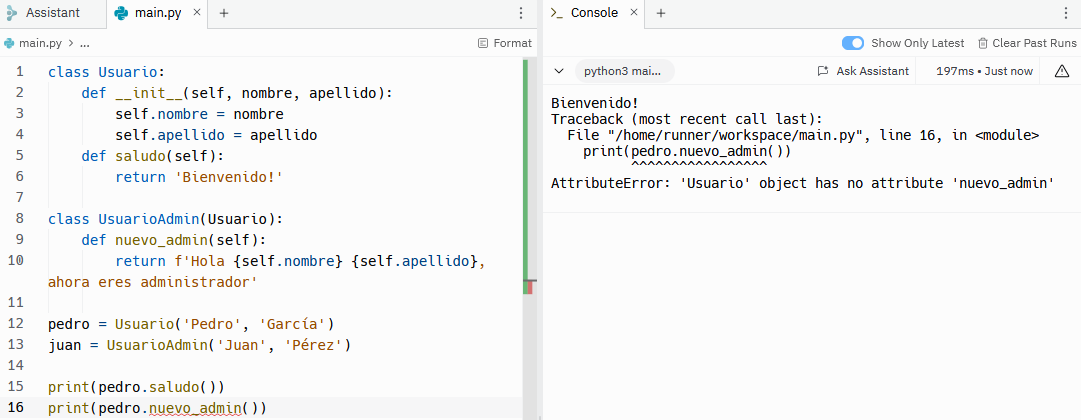 Assistant
main.py
main.py > ...
Format
1 class Usuario:
2 def __init__(self, nombre, apellido):
3 self.nombre = nombre
4 self.apellido = apellido
5 def saludo(self):
6 return 'Bienvenido!'
7
8 class UsuarioAdmin(Usuario):
9 def nuevo_admin(self):
10 return f'Hola {self.nombre} {self.apellido},
ahora eres administrador'
11
12 pedro = Usuario('Pedro', 'García')
13 juan = UsuarioAdmin('Juan', 'Pérez')
14
15 print(pedro.saludo())
16 print(pedro.nuevo_admin())
Console
Show Only Latest
Clear Past Runs
python3 mai...
Ask Assistant
197ms • Just now
Bienvenido!
Traceback (most recent call last):
File "/home/runner/workspace/main.py", line 16, in <module>
print(pedro.nuevo_admin())
^^^^^^^^^^^^^^^^^
AttributeError: 'Usuario' object has no attribute 'nuevo_admin'